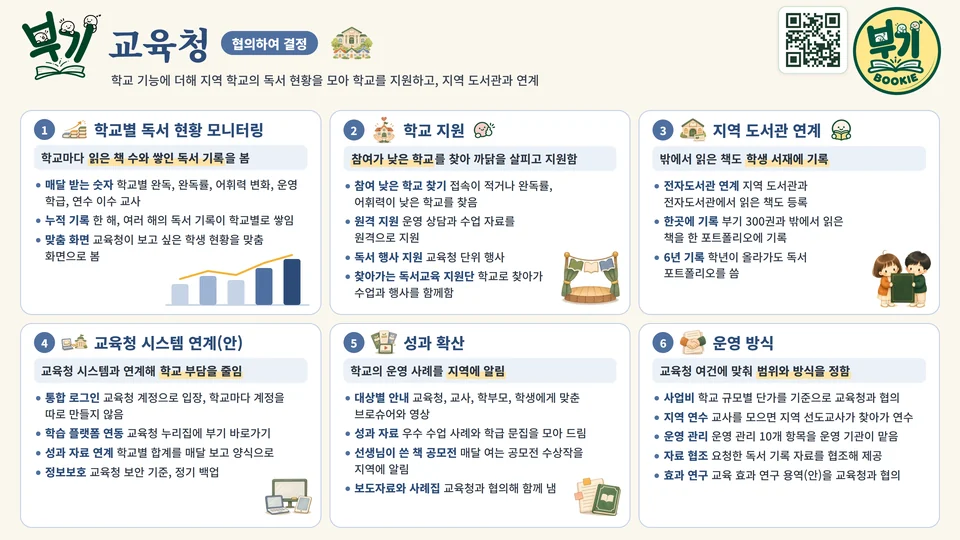 부기
교육청 협의하여 결정
학교 기능에 더해 지역 학교의 독서 현황을 모아 학교를 지원하고, 지역 도서관과 연계
부기
BOOKIE
1 학교별 독서 현황 모니터링
학교마다 읽은 책 수와 쌓인 독서 기록을 봄
• 매달 받는 숫자 학교별 완독, 완독률, 어휘력 변화, 운영
학급, 연수 이수 교사
• 누적 기록 한 해, 여러 해의 독서 기록이 학교별로 쌓임
• 맞춤 화면 교육청이 보고 싶은 학생 현황을 맞춤
화면으로 봄
2 학교 지원
참여가 낮은 학교를 찾아 까닭을 살피고 지원함
• 참여 낮은 학교 찾기 접속이 적거나 완독률,
어휘력이 낮은 학교를 찾음
• 원격 지원 운영 상담과 수업 자료를
원격으로 지원
• 독서 행사 지원 교육청 단위 행사
• 찾아가는 독서교육 지원단 학교로 찾아가
수업과 행사를 함께함
3 지역 도서관 연계
밖에서 읽은 책도 학생 서재에 기록
• 전자도서관 연계 지역 도서관과
전자도서관에서 읽은 책도 등록
• 한곳에 기록 부기 300권과 밖에서 읽은
책을 한 포트폴리오에 기록
• 6년 기록 학년이 올라가도 독서
포트폴리오를 씀
4 교육청 시스템 연계(안)
교육청 시스템과 연계해 학교 부담을 줄임
• 통합 로그인 교육청 계정으로 입장, 학교마다 계정을
따로 만들지 않음
• 학습 플랫폼 연동 교육청 누리집에 부기 바로가기
• 성과 자료 연계 학교별 합계를 매달 보고 양식으로
• 정보보호 교육청 보안 기준, 정기 백업
5 성과 확산
학교의 운영 사례를 지역에 알림
• 대상별 안내 교육청, 교사, 학부모, 학생에게 맞춘
브로슈어와 영상
• 성과 자료 우수 수업 사례와 학급 문집을 모아 드림
• 선생님이 쓴 책 공모전 매달 여는 공모전 수상작을
지역에 알림
• 보도자료와 사례집 교육청과 협의해 함께 냄
6 운영 방식
교육청 여건에 맞춰 범위와 방식을 정함
• 사업비 학교 규모별 단가를 기준으로 교육청과 협의
• 지역 연수 교사를 모으면 지역 선도교사가 찾아가 연수
• 운영 관리 운영 관리 10개 항목을 운영 기관이 맡음
• 자료 협조 요청한 독서 기록 자료를 협조해 제공
• 효과 연구 교육 효과 연구 용역(안)을 교육청과 협의